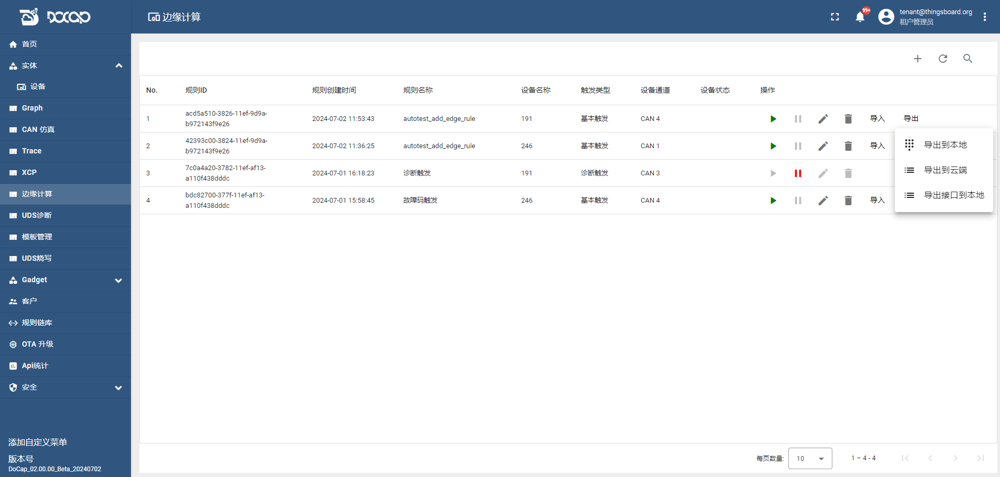 DOCAP
边缘计算
99+
tenant@thingsboard.org
租户管理员
首页
实体
设备
Graph
CAN 仿真
Trace
XCP
边缘计算
UDS诊断
模板管理
UDS烧写
Gadget
客户
规则链库
OTA 升级
Api统计
安全
添加自定义菜单
版本号
DoCap_02.00.00_Beta_20240702
No. 规则ID 规则创建时间 规则名称 设备名称 触发类型 设备通道 设备状态 操作
1 acd5a510-3826-11ef-9d9a-b972143f9e26 2024-07-02 11:53:43 autotest_add_edge_rule 191 基本触发 CAN 4 导入 导出
2 42393c00-3824-11ef-9d9a-b972143f9e26 2024-07-02 11:36:25 autotest_add_edge_rule 246 基本触发 CAN 1 导入
3 7c0a4a20-3782-11ef-af13-a110f438dddc 2024-07-01 16:18:23 诊断触发 191 诊断触发 CAN 3
4 bdc82700-377f-11ef-af13-a110f438dddc 2024-07-01 15:58:45 故障码触发 246 基本触发 CAN 4 导入
导出到本地
导出到云端
导出接口到本地
每页数量: 10 1 – 4 - 4